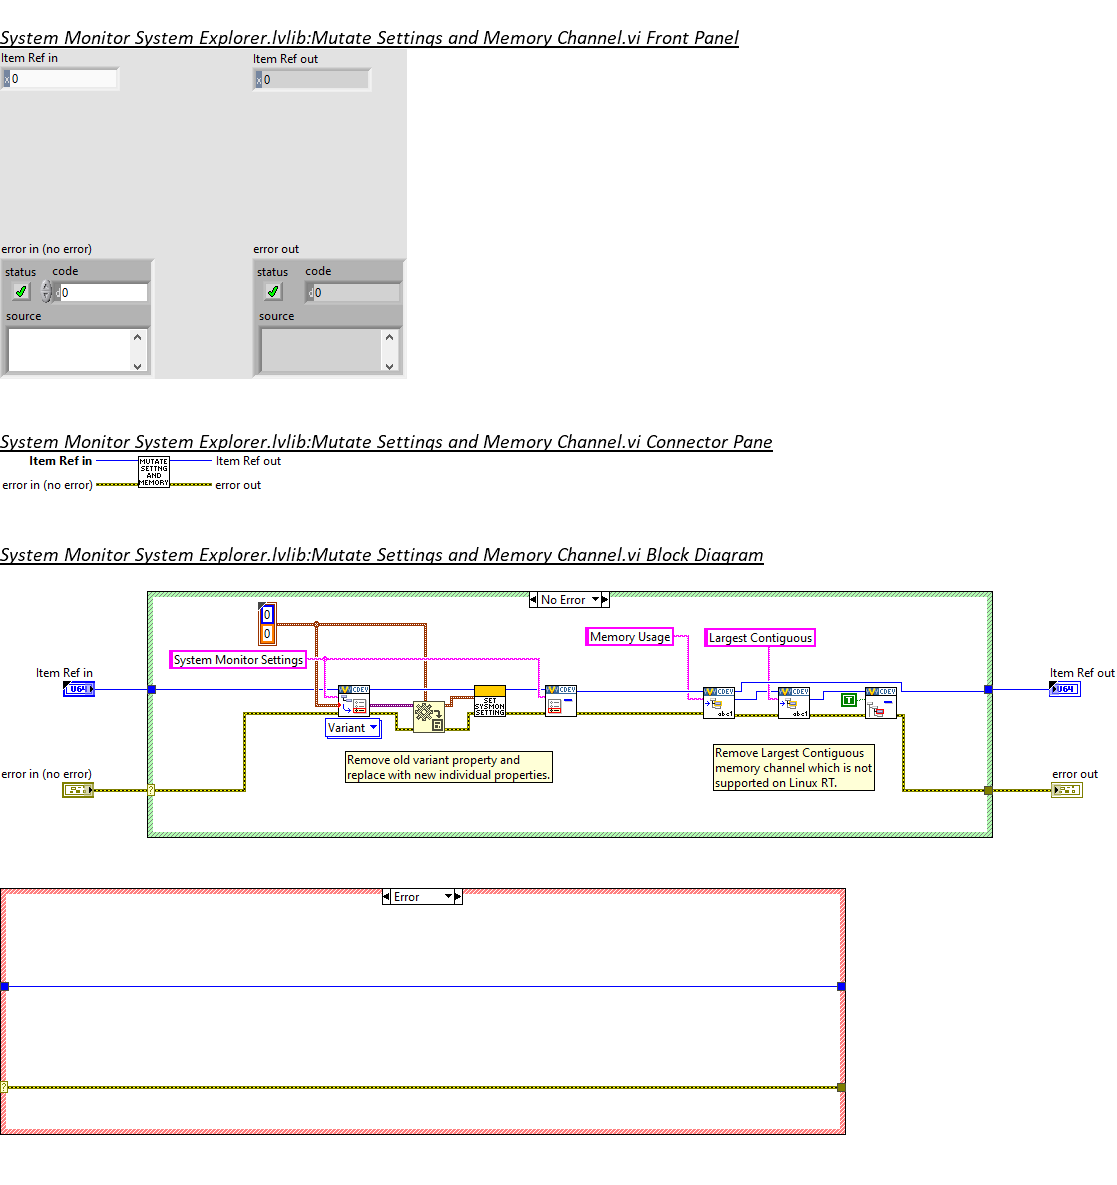 System Monitor System Explorer.lvlib:Mutate Settings and Memory Channel.vi Front Panel
Item Ref in
Item Ref out
0
0
error in (no error)
error out
status code
status code
0
0
source
source
System Monitor System Explorer.lvlib:Mutate Settings and Memory Channel.vi Connector Pane
Item Ref in
MUTATE
SETTNG
AND
MEMORY
Item Ref out
error in (no error)
error out
System Monitor System Explorer.lvlib:Mutate Settings and Memory Channel.vi Block Diagram
No Error
0
0
Memory Usage
Largest Contiguous
System Monitor Settings
Item Ref in
Item Ref out
U64
CDEV
SET
SYSMON
SETTING
CDEV
CDEV
abc1
CDEV
abc1
T
CDEV
U64
Variant
Remove old variant property and
replace with new individual properties.
Remove Largest Contiguous
memory channel which is not
supported on Linux RT.
error in (no error)
error out
?
Error
?